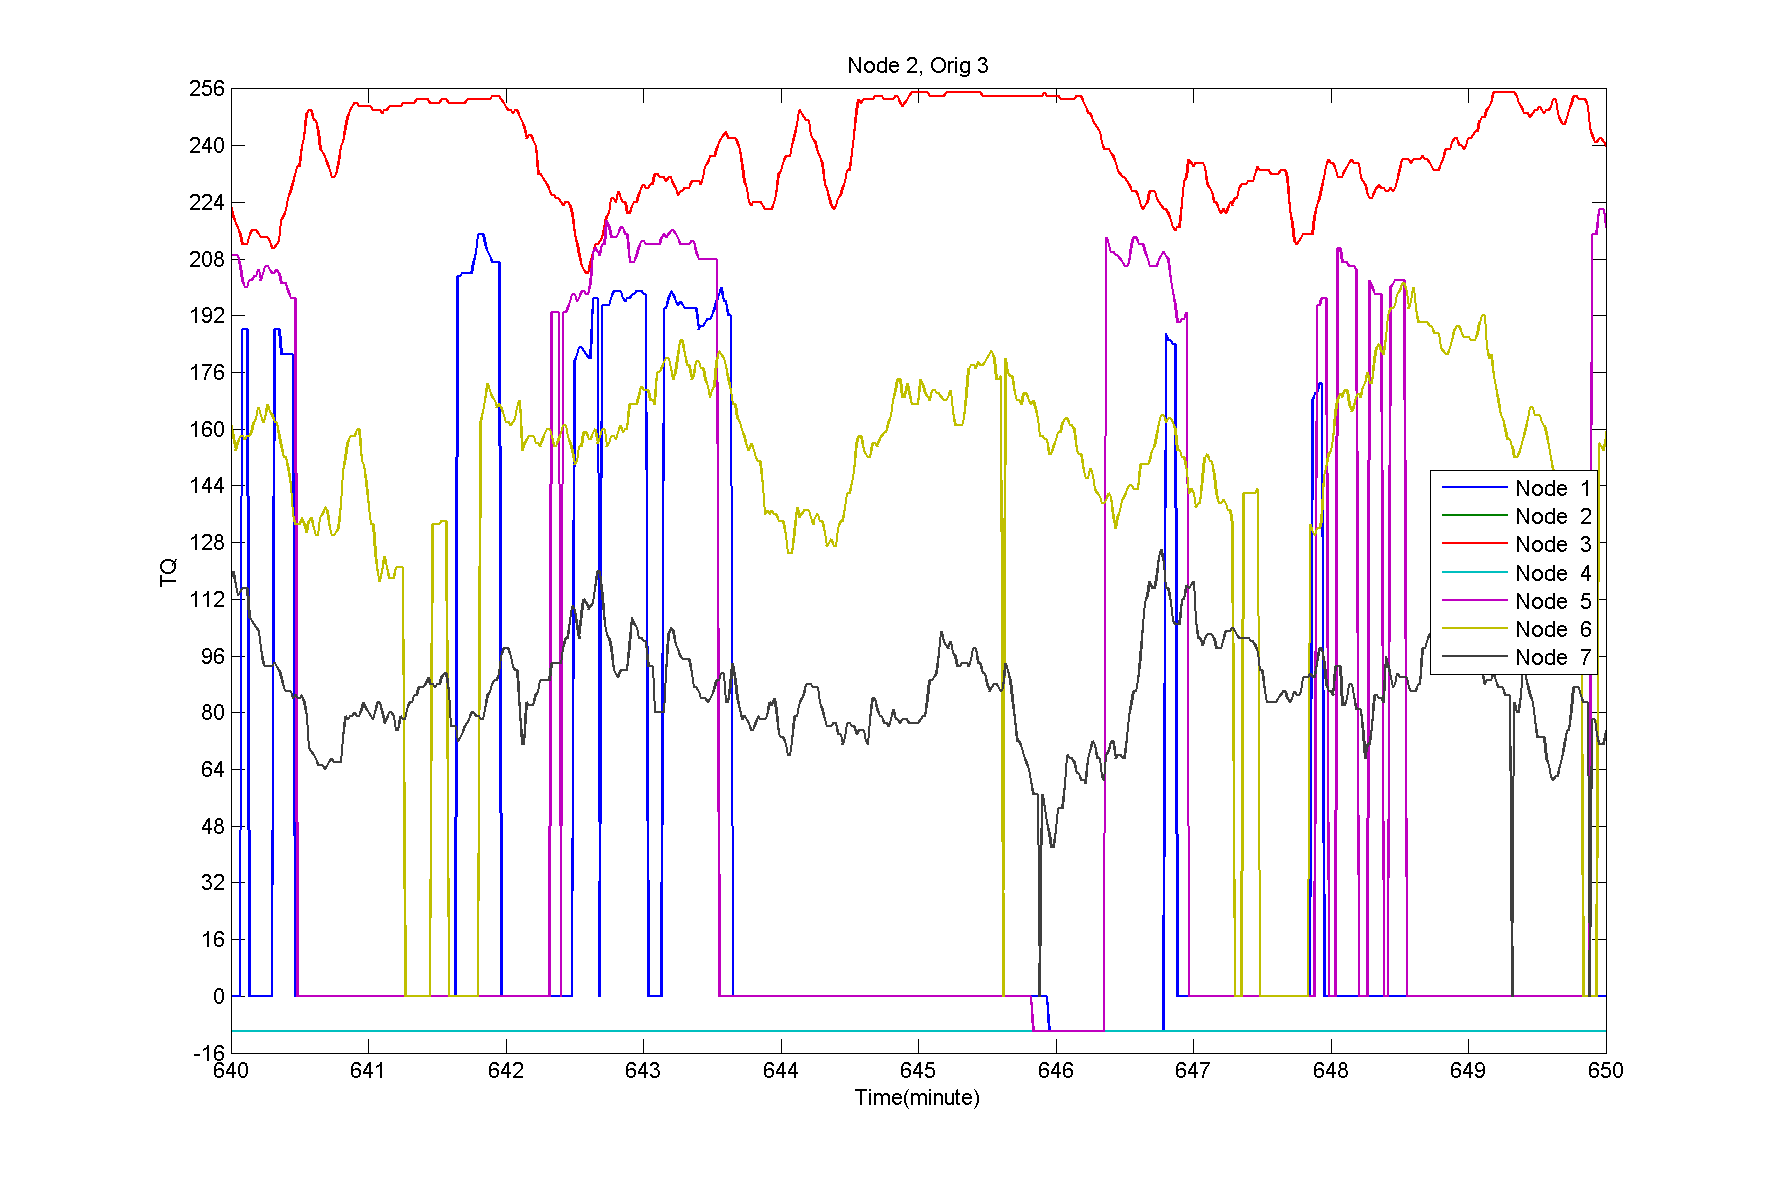 Node 2, Orig 3
256
240
224
208
192
176
160
144
128
112
96
80
64
48
32
16
0
-16
TQ
Node 1
Node 2
Node 3
Node 4
Node 5
Node 6
Node 7
640 641 642 643 644 645 646 647 648 649 650
Time(minute)